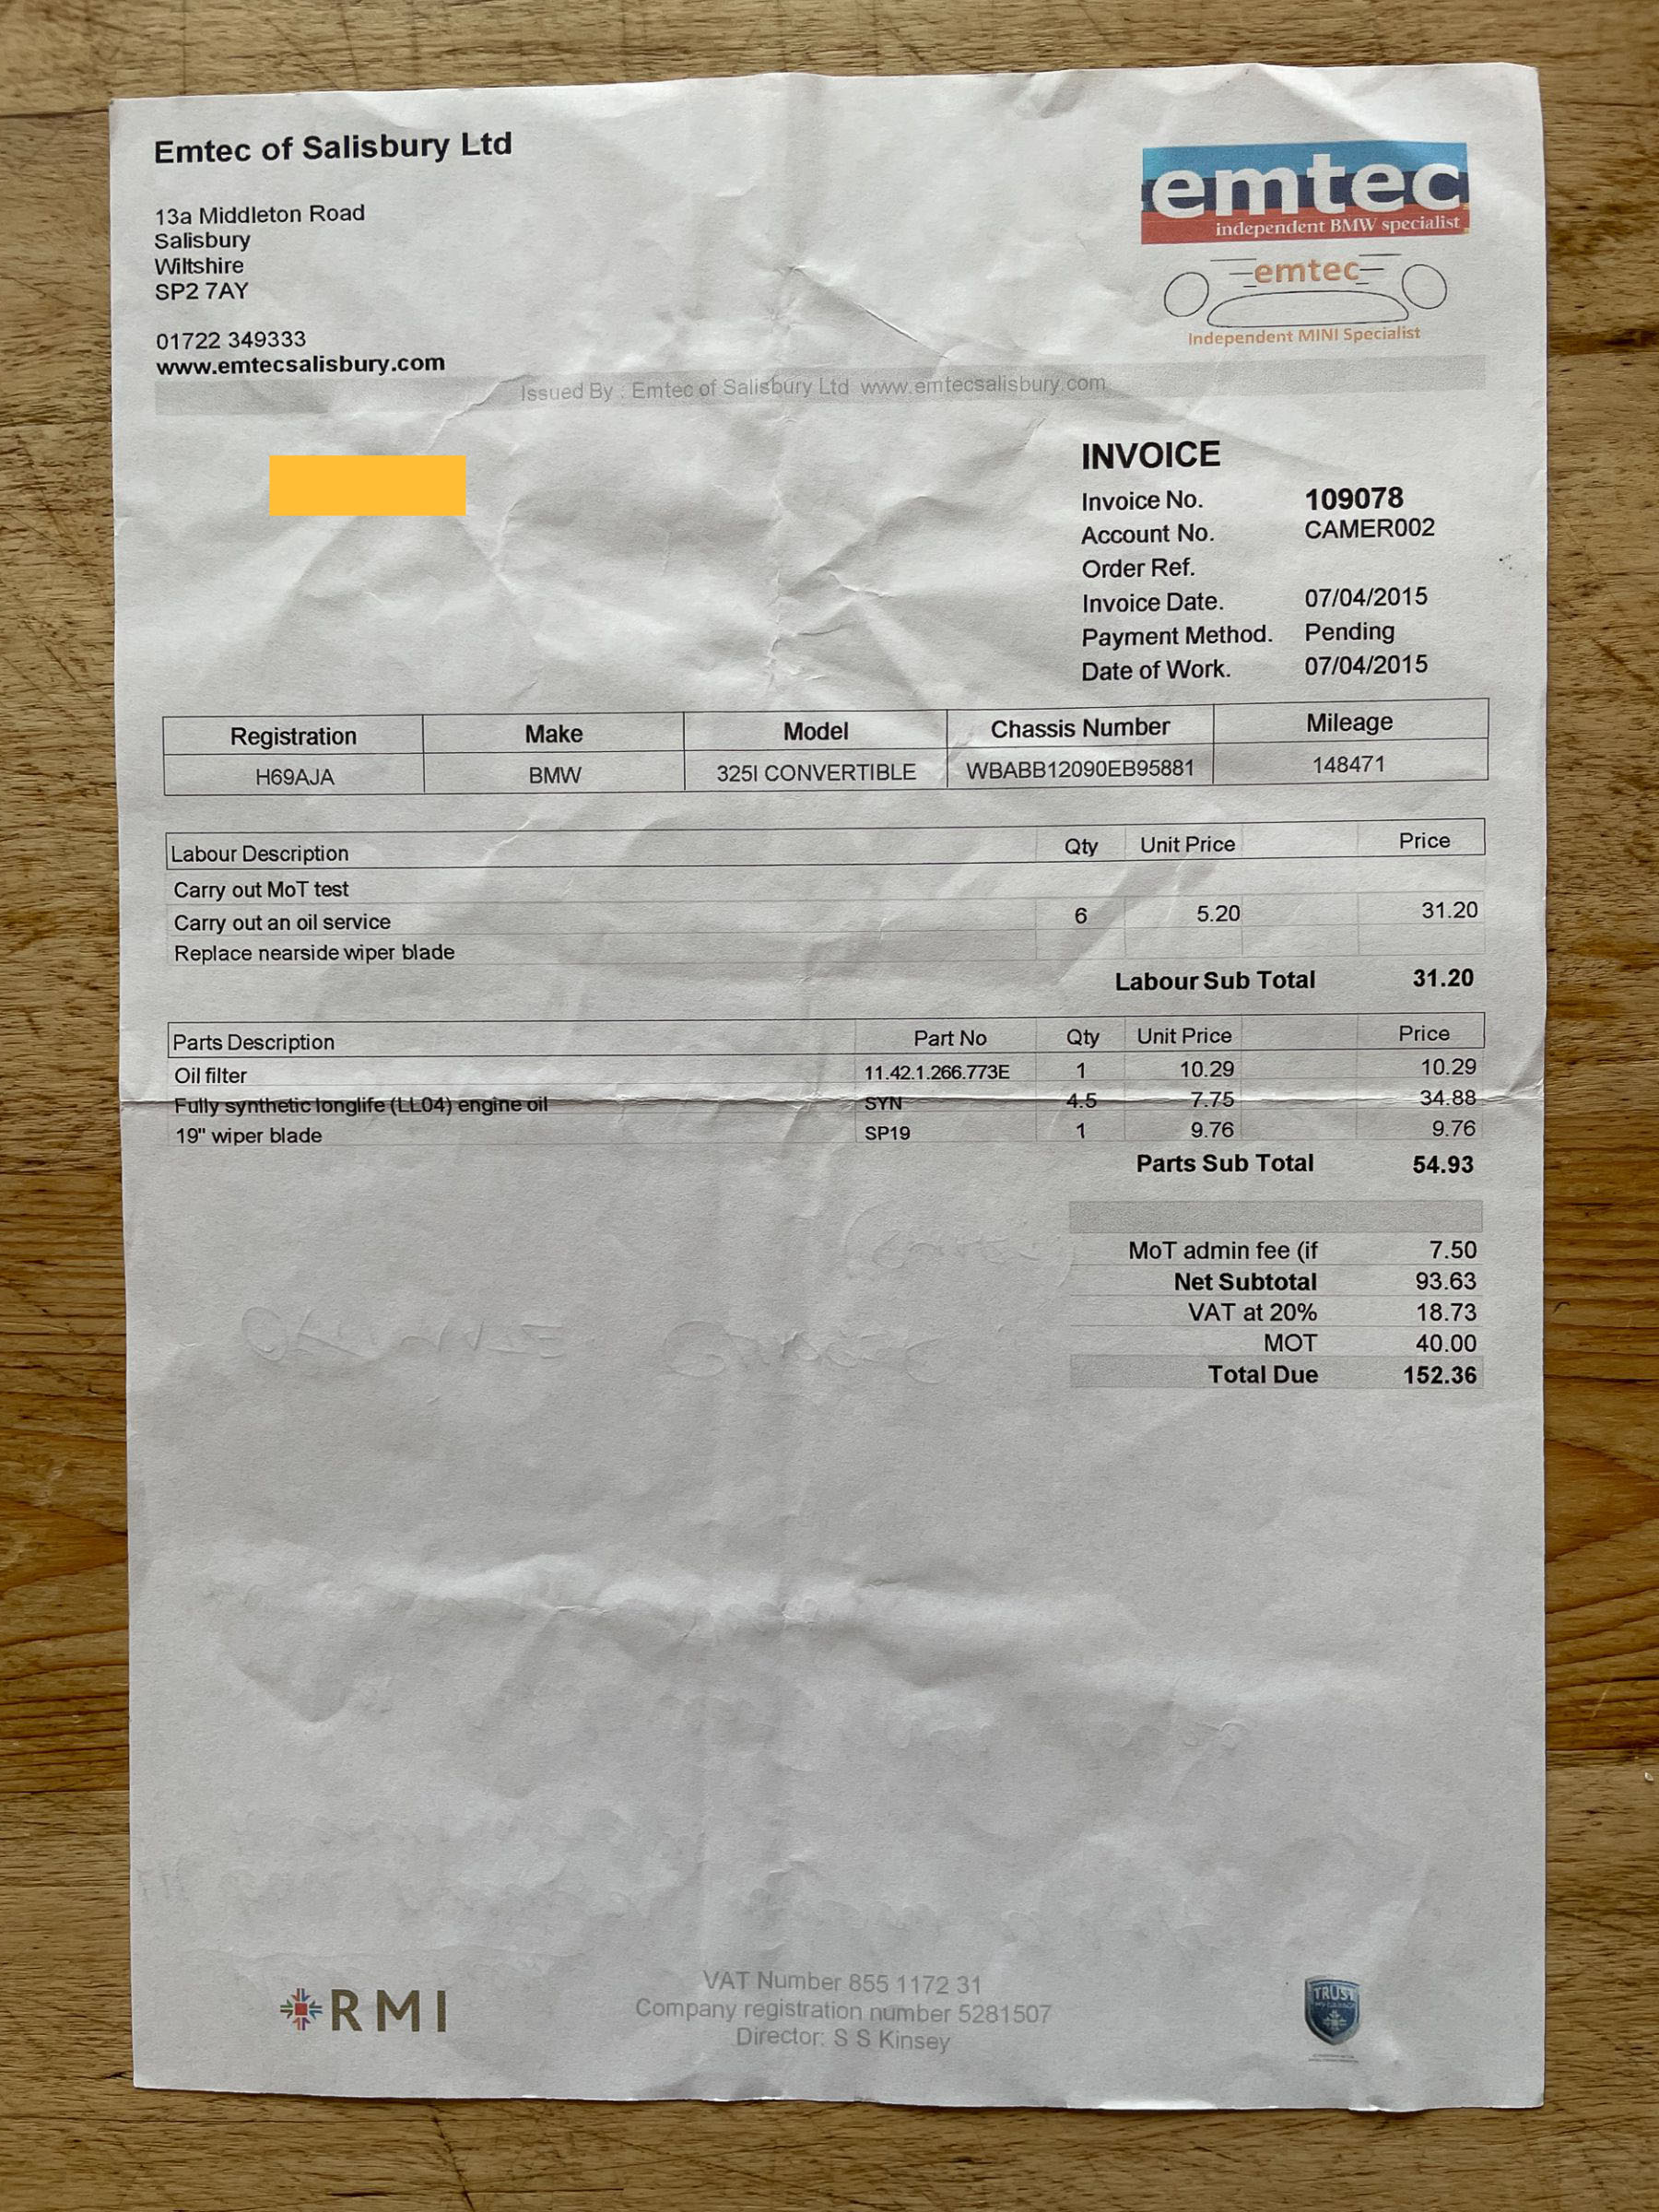 Emtec of Salisbury Ltd
13a Middleton Road
Salisbury
Wiltshire
SP2 7AY
01722 349333
www.emtecsalisbury.com
emtec
independent BMW specialist
emtec
Independent MINI Specialist
Issued By : Emtec of Salisbury Ltd www.emtecsalisbury.com
INVOICE
Invoice No. 109078
Account No. CAMER002
Order Ref.
Invoice Date. 07/04/2015
Payment Method. Pending
Date of Work. 07/04/2015
Registration Make Model Chassis Number Mileage
H69AJA BMW 325I CONVERTIBLE WBABB12090EB95881 148471
Labour Description Qty Unit Price Price
Carry out MoT test
Carry out an oil service 6 5.20 31.20
Replace nearside wiper blade
Labour Sub Total 31.20
Parts Description Part No Qty Unit Price Price
Oil filter 11.42.1.266.773E 1 10.29 10.29
Fully synthetic longlife (LL04) engine oil SYN 4.5 7.75 34.88
19" wiper blade SP19 1 9.76 9.76
Parts Sub Total 54.93
MoT admin fee (if 7.50
Net Subtotal 93.63
VAT at 20% 18.73
MOT 40.00
Total Due 152.36
RMI
VAT Number 855 1172 31
Company registration number 5281507
Director: S S Kinsey
TRUST